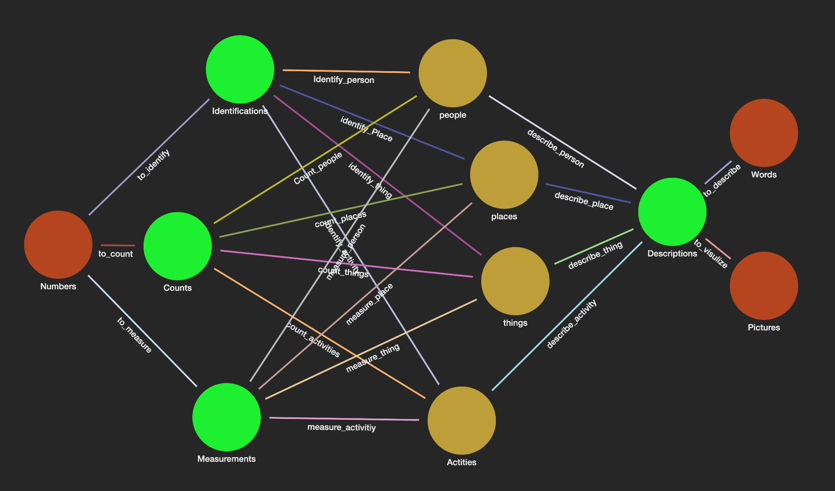 Identifications
Identify_person
people
identify_Place
describe_person
Words
to_identify
Count_people
identify_thing
to_describe
places
describe_place
count_places
Numbers
to_count
Counts
measure_person
count_things
describe_thing
Descriptions
to_visulize
Pictures
measure_place
things
to_measure
count_activities
measure_thing
describe_activity
measure_activitiy
Measurements
Actities